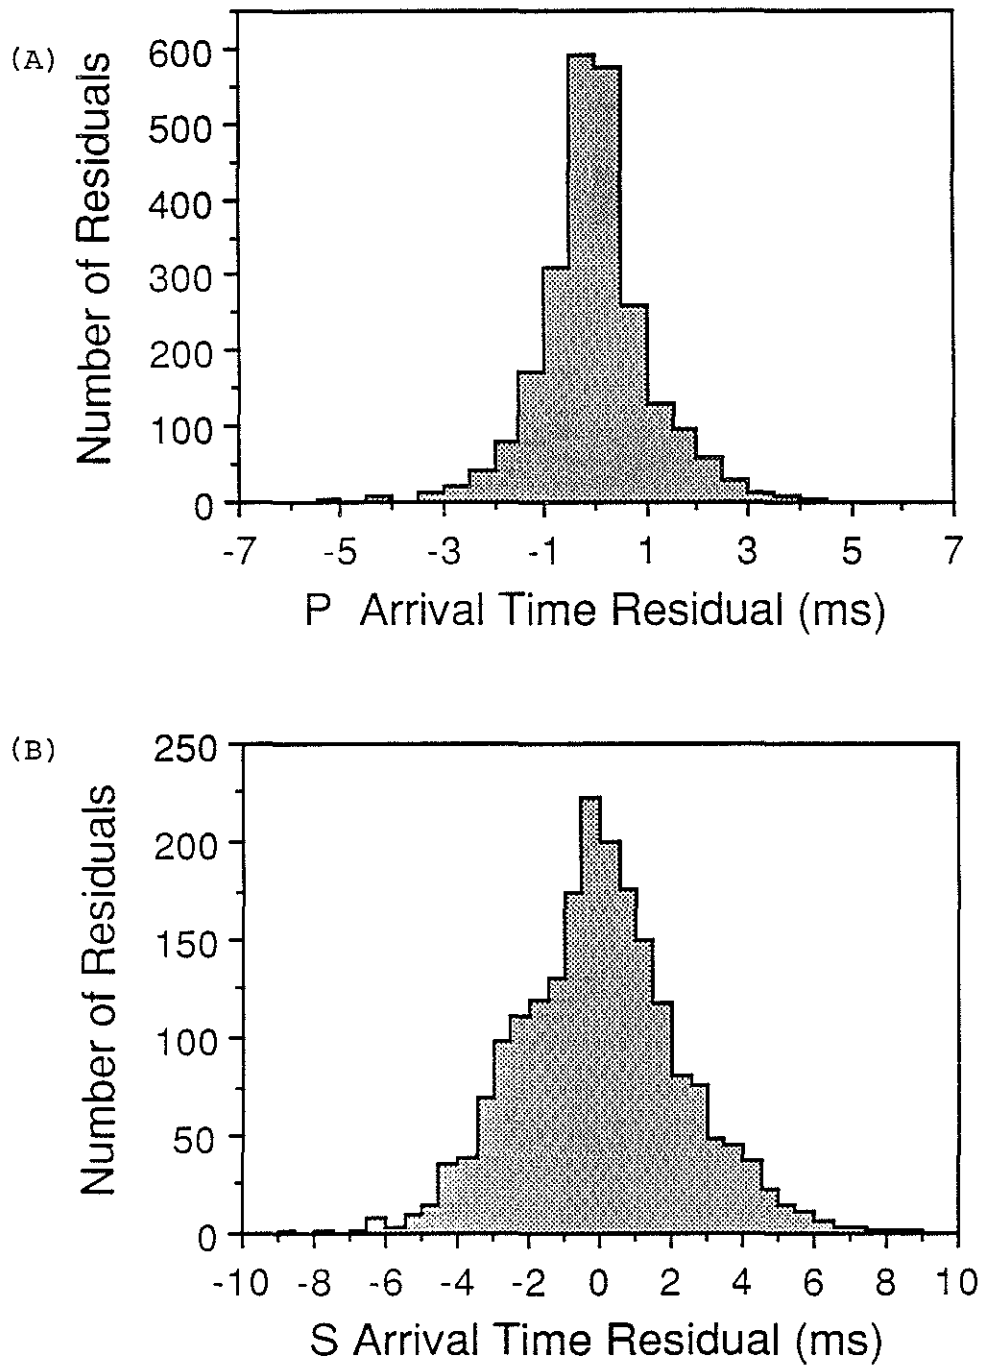 (A)
Number of Residuals
600
500
400
300
200
100
0
-7 -5 -3 -1 1 3 5 7
P Arrival Time Residual (ms)
(B)
Number of Residuals
250
200
150
100
50
0
-10 -8 -6 -4 -2 0 2 4 6 8 10
S Arrival Time Residual (ms)